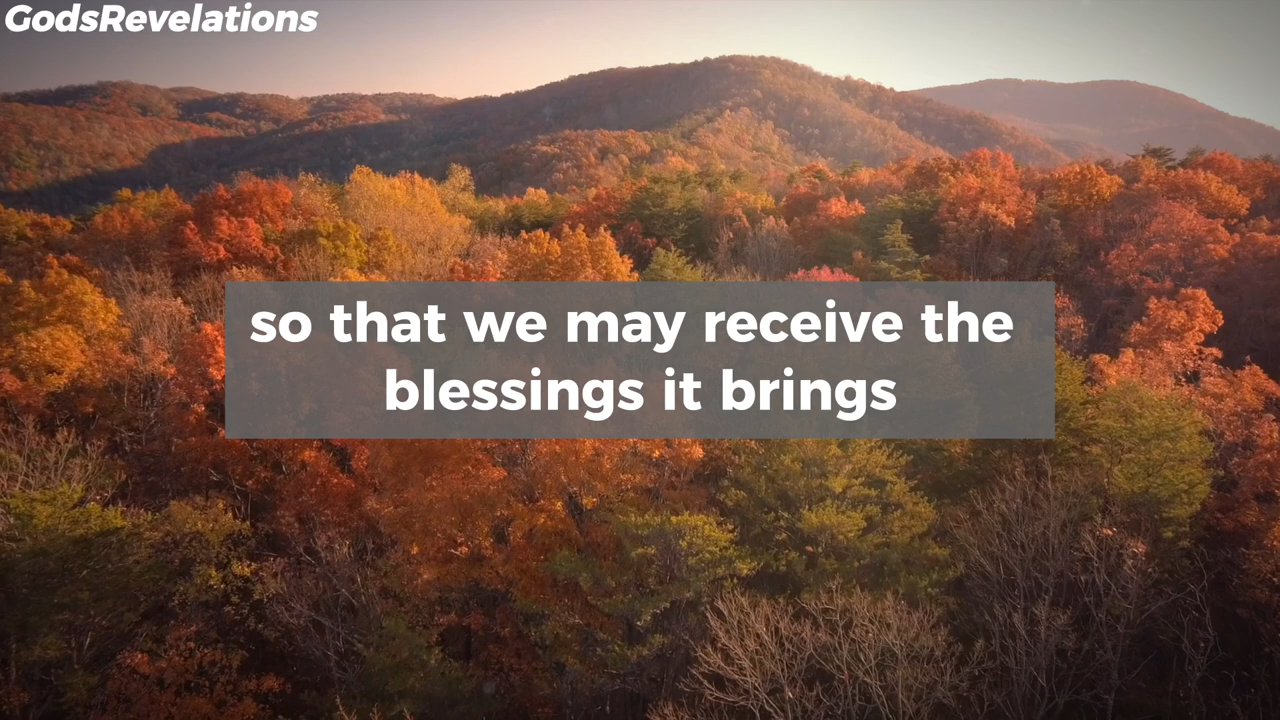 GodsRevelations
so that we may receive the
blessings it brings